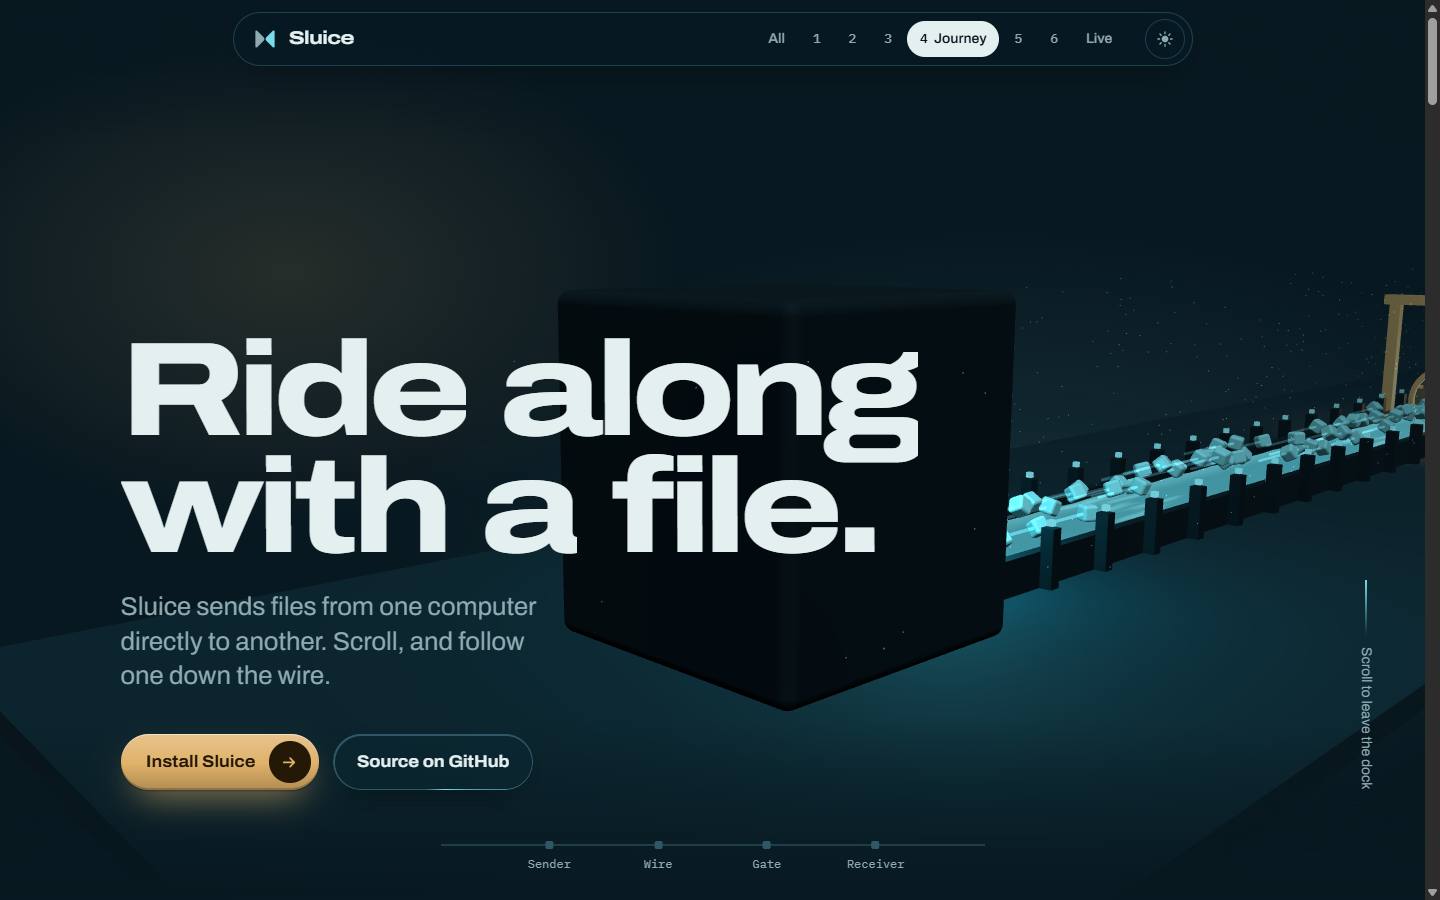 Sluice
All 1 2 3 4 Journey 5 6 Live
Ride along
with a file.
Sluice sends files from one computer
directly to another. Scroll, and follow
one down the wire.
Install Sluice
Source on GitHub
Scroll to leave the dock
Sender Wire Gate Receiver